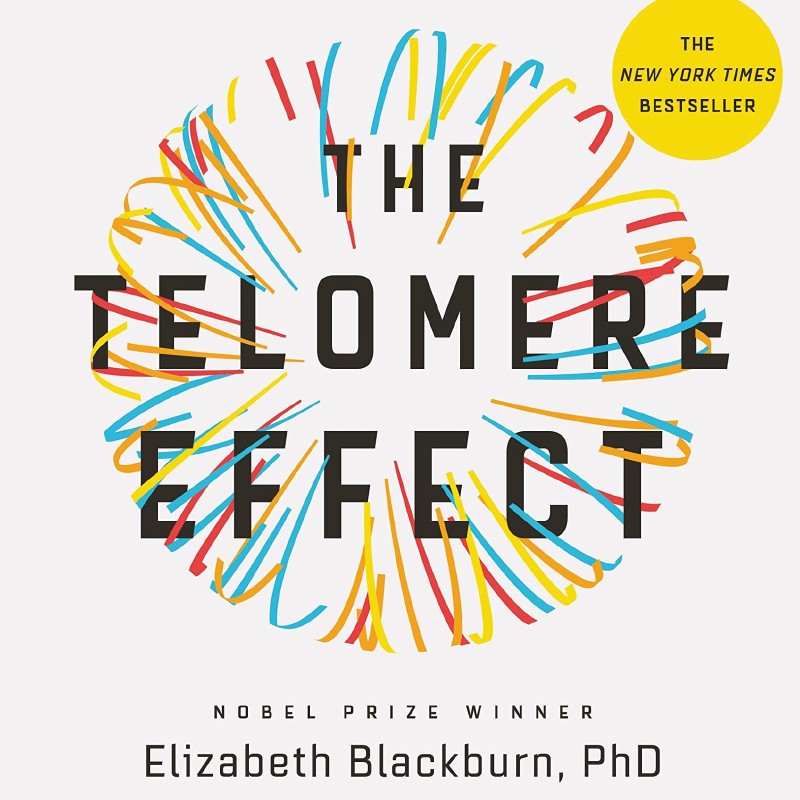 THE
NEW YORK TIMES
BESTSELLER
THE
TELOMERE
EFFECT
NOBEL PRIZE WINNER
Elizabeth Blackburn, PhD